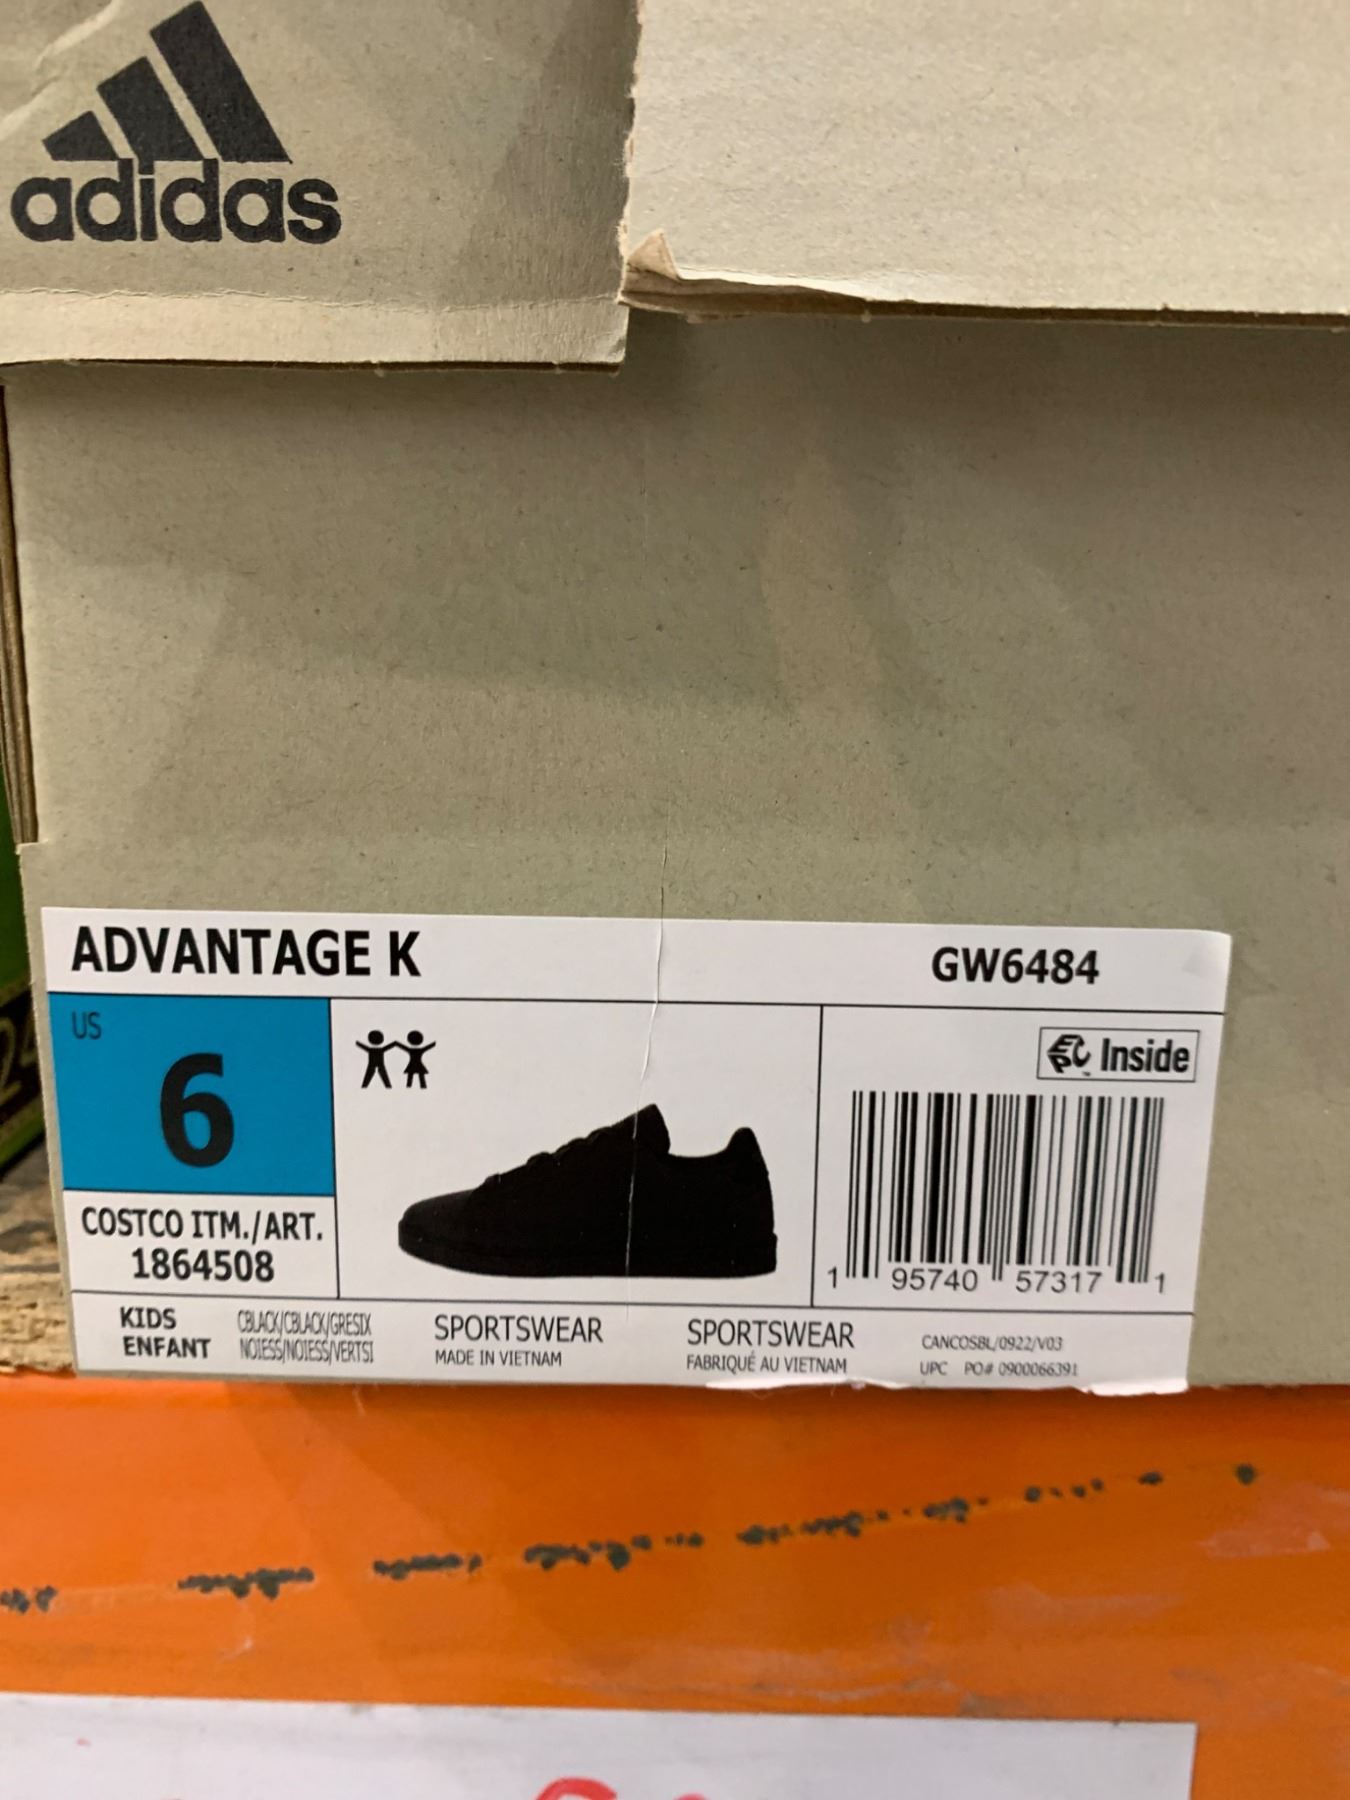 adidas
ADVANTAGE K
GW6484
US
6
EPC Inside
COSTCO ITM./ART.
1864508
1 95740 57317 1
KIDS
ENFANT
CBLACK/CBLACK/GRESIX
NOIESS/NOIESS/VERTSI
SPORTSWEAR
MADE IN VIETNAM
SPORTSWEAR
FABRIQUÉ AU VIETNAM
CANCOSBL/0922/V03
UPC PO# 0900066391